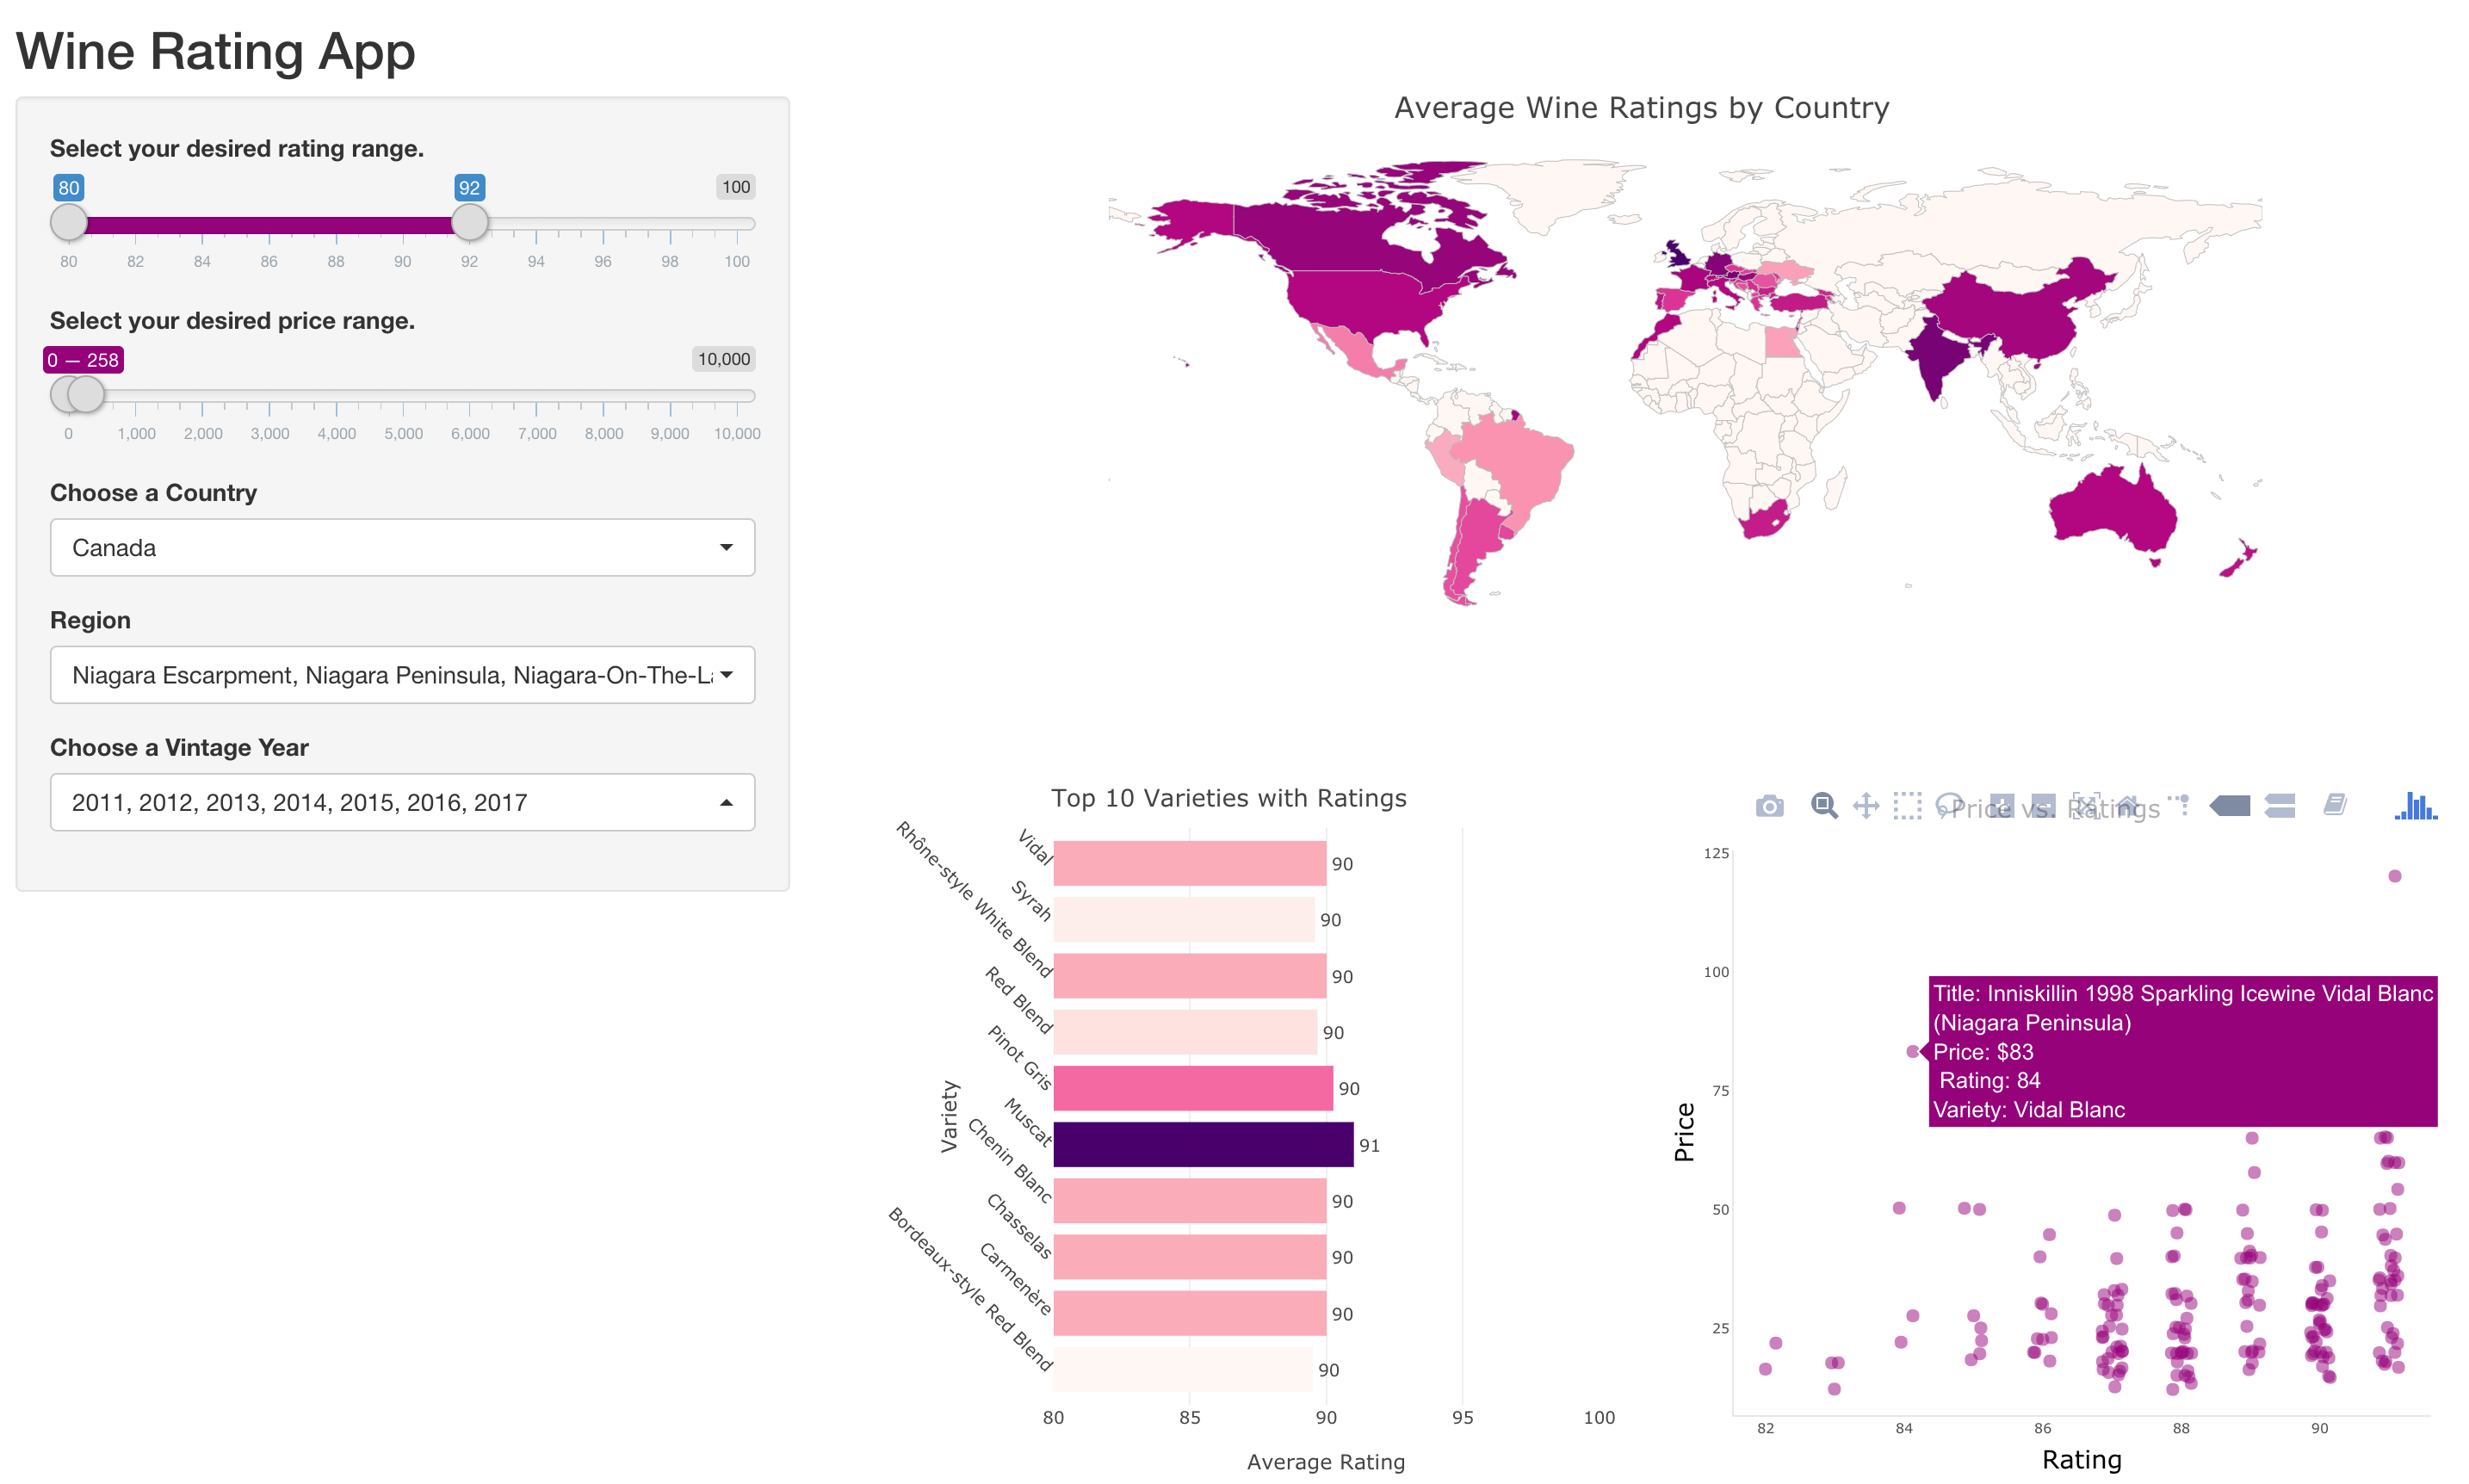 Wine Rating App
Select your desired rating range.
80
92
100
80 82 84 86 88 90 92 94 96 98 100
Select your desired price range.
0 — 258
10,000
0 1,000 2,000 3,000 4,000 5,000 6,000 7,000 8,000 9,000 10,000
Choose a Country
Canada
Region
Niagara Escarpment, Niagara Peninsula, Niagara-On-The-La
Choose a Vintage Year
2011, 2012, 2013, 2014, 2015, 2016, 2017
Average Wine Ratings by Country
Top 10 Varieties with Ratings
Variety
Vidal
90
Syrah
90
Rhône-style White Blend
90
Red Blend
90
Pinot Gris
90
Muscat
91
Chenin Blanc
90
Chasselas
90
Carmenère
90
Bordeaux-style Red Blend
90
80 85 90 95 100
Average Rating
Price vs. Ratings
Price
125
100
75
50
25
Title: Inniskillin 1998 Sparkling Icewine Vidal Blanc
(Niagara Peninsula)
Price: $83
Rating: 84
Variety: Vidal Blanc
82 84 86 88 90
Rating